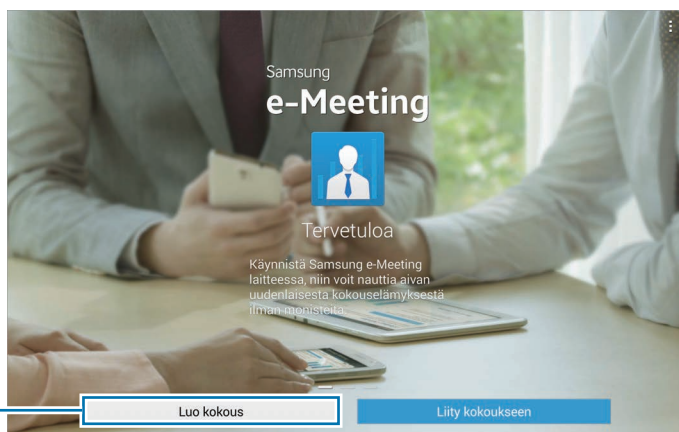 Samsung
e-Meeting
Tervetuloa
Käynnistä Samsung e-Meeting
laitteessa, niin voit nauttia aivan
uudenlaisesta kokouselämyksestä
ilman monisteita.
Luo kokous
Liity kokoukseen